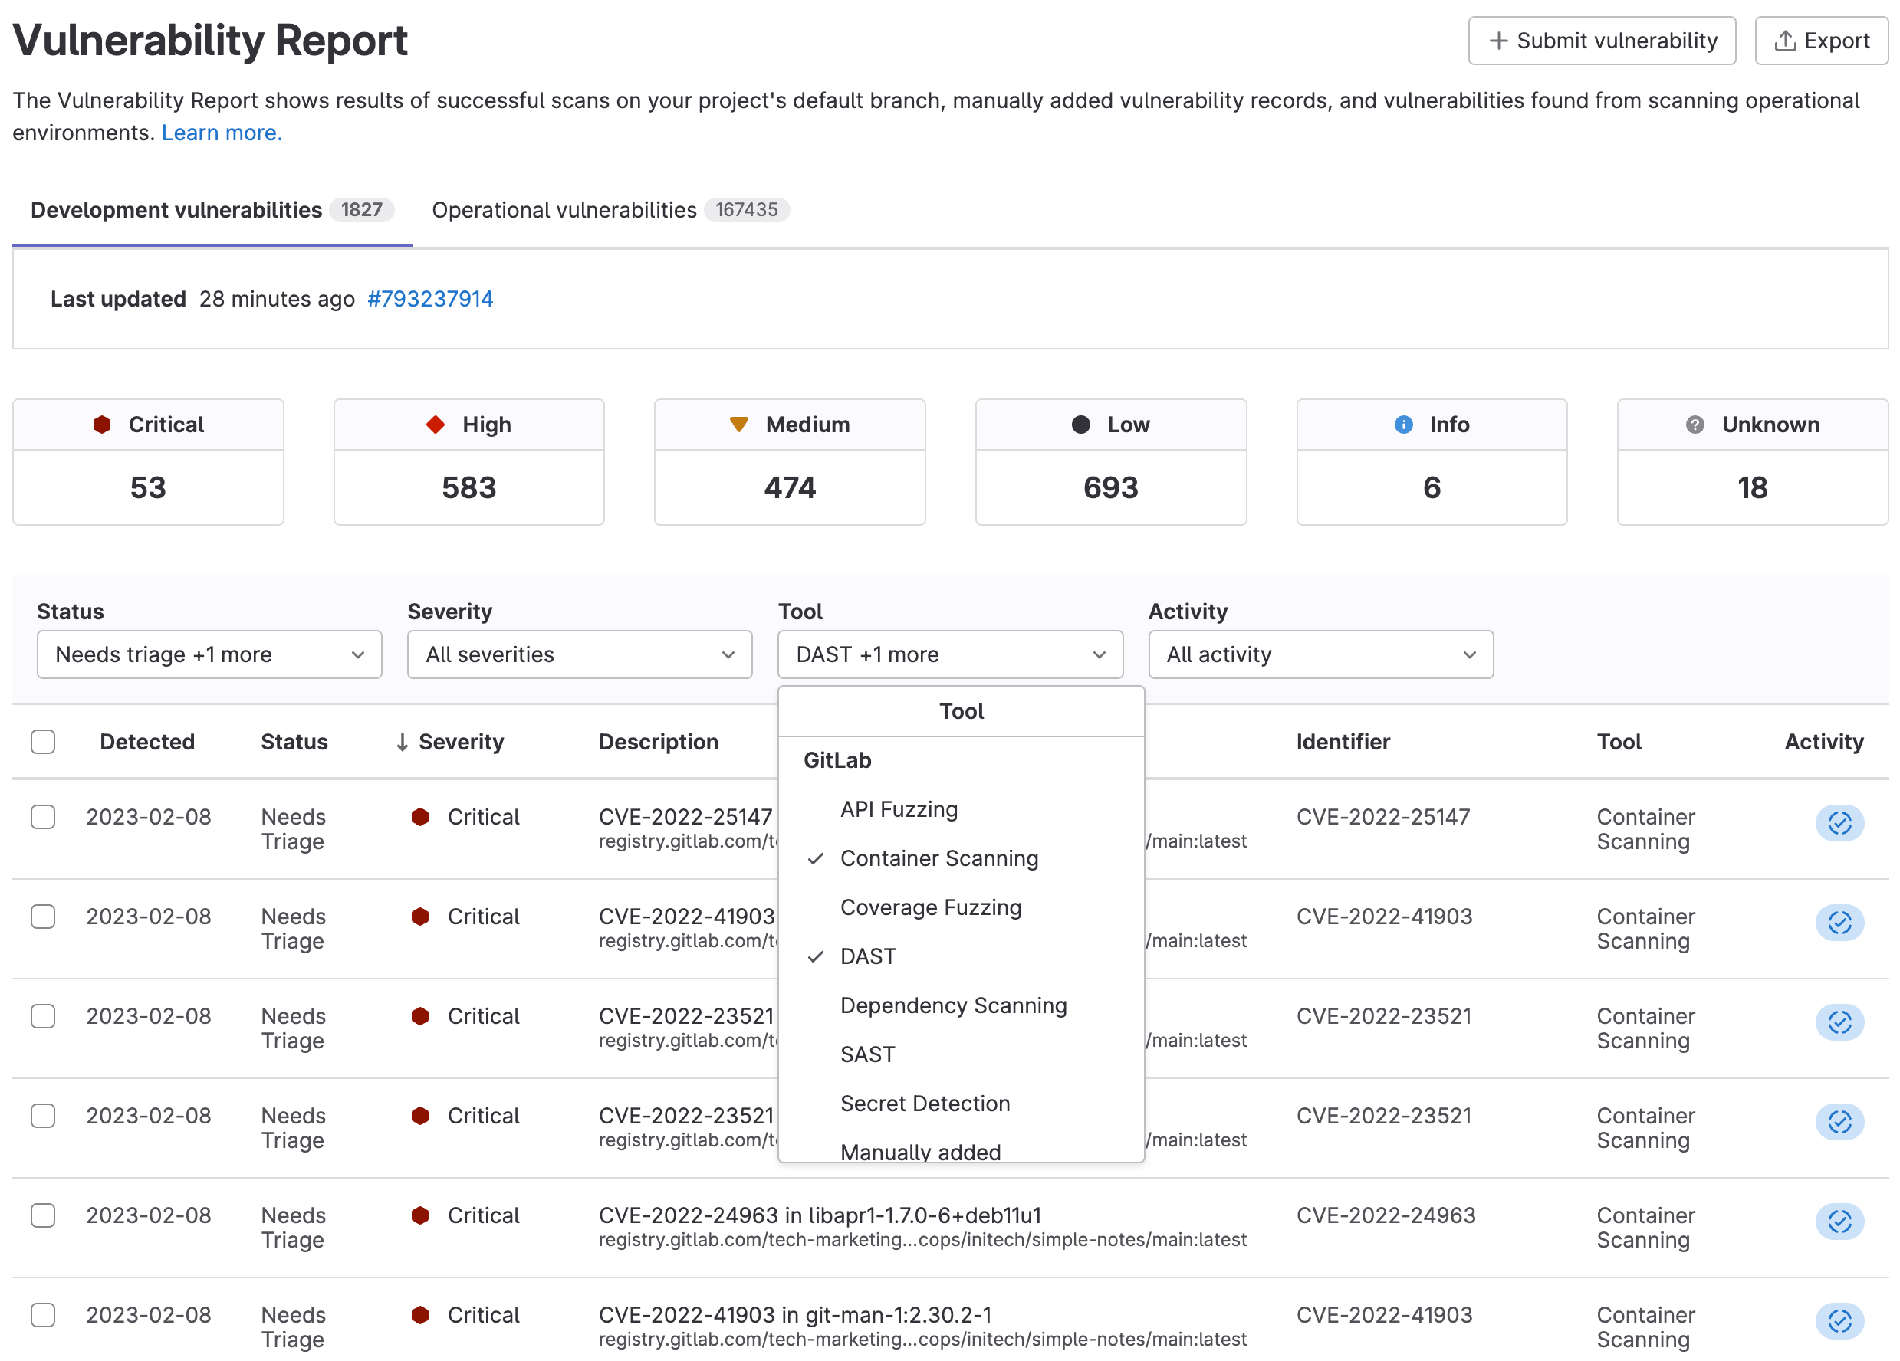 Vulnerability Report
Submit vulnerability
Export
The Vulnerability Report shows results of successful scans on your project's default branch, manually added vulnerability records, and vulnerabilities found from scanning operational
environments. Learn more.
Development vulnerabilities 1827 Operational vulnerabilities 167435
Last updated 28 minutes ago #793237914
Critical High Medium Low Info Unknown
53 583 474 693 6 18
Status Severity Tool Activity
Needs triage +1 more All severities DAST +1 more All activity
Detected Status Severity Description Identifier Tool Activity
Tool
GitLab
API Fuzzing
Container Scanning
Coverage Fuzzing
DAST
Dependency Scanning
SAST
Secret Detection
Manually added
2023-02-08 Needs Critical CVE-2022-25147 CVE-2022-25147 Container
Triage registry.gitlab.com/t /main:latest Scanning
2023-02-08 Needs Critical CVE-2022-41903 CVE-2022-41903 Container
Triage registry.gitlab.com/t /main:latest Scanning
2023-02-08 Needs Critical CVE-2022-23521 CVE-2022-23521 Container
Triage registry.gitlab.com/t /main:latest Scanning
2023-02-08 Needs Critical CVE-2022-23521 CVE-2022-23521 Container
Triage registry.gitlab.com/t /main:latest Scanning
2023-02-08 Needs Critical CVE-2022-24963 in libapr1-1.7.0-6+deb11u1 CVE-2022-24963 Container
Triage registry.gitlab.com/tech-marketing...cops/initech/simple-notes/main:latest Scanning
2023-02-08 Needs Critical CVE-2022-41903 in git-man-1:2.30.2-1 CVE-2022-41903 Container
Triage registry.gitlab.com/tech-marketing...cops/initech/simple-notes/main:latest Scanning